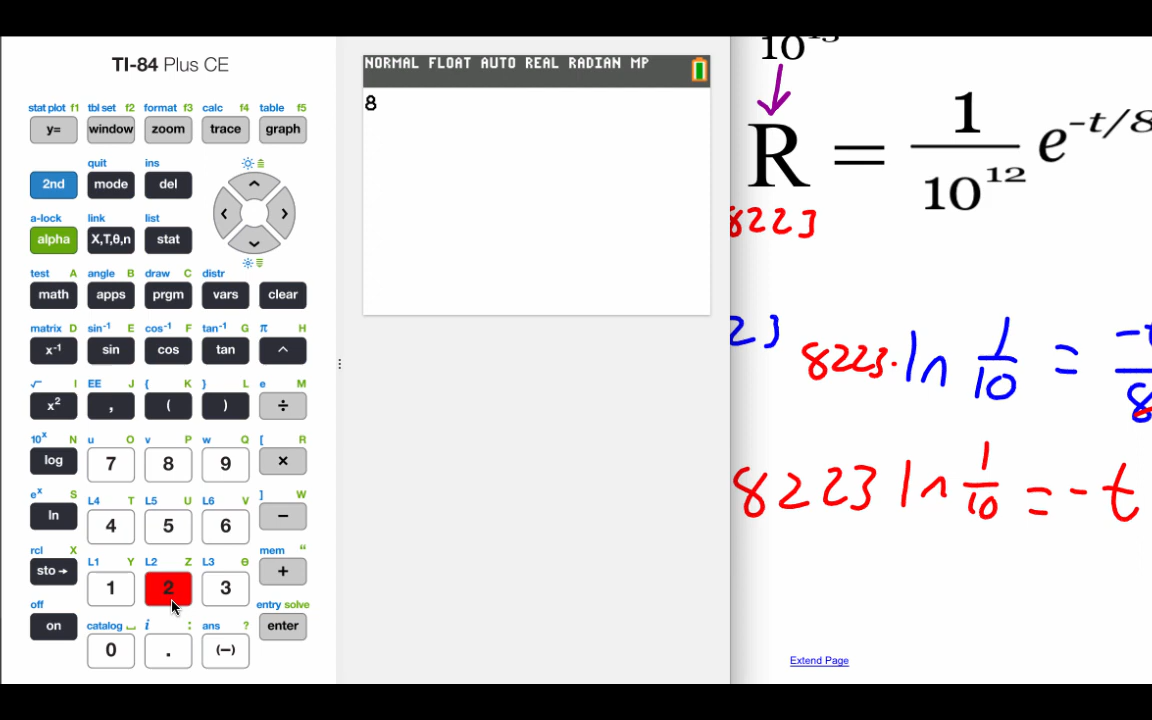 TI-84 Plus CE
stat plot f1 tbl set f2 format f3 calc f4 table f5
y= window zoom trace graph
quit ins
2nd mode del
a-lock link list
alpha X,T,θ,n stat
test A angle B draw C distr
math apps prgm vars clear
matrix D sin⁻¹ E cos⁻¹ F tan⁻¹ G π H
x⁻¹ sin cos tan ^
√ I EE J { K } L e M
x² , ( ) ÷
10ˣ N u O v P w Q [ R
log 7 8 9 ×
eˣ S L4 T L5 U L6 V ] W
ln 4 5 6 −
rcl X L1 Y L2 Z L3 θ mem "
sto→ 1 2 3 +
off catalog ⎵ i : ans ? entry solve
on 0 . (−) enter
NORMAL FLOAT AUTO REAL RADIAN MP
8
10¹³
R = 1/10¹² e^−t/8
8223
23 8223·ln 1/10 = −t/8
8223 ln 1/10 = −t
Extend Page